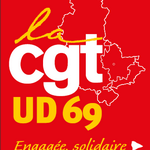 la
cgt
UD 69
Engagée, solidaire